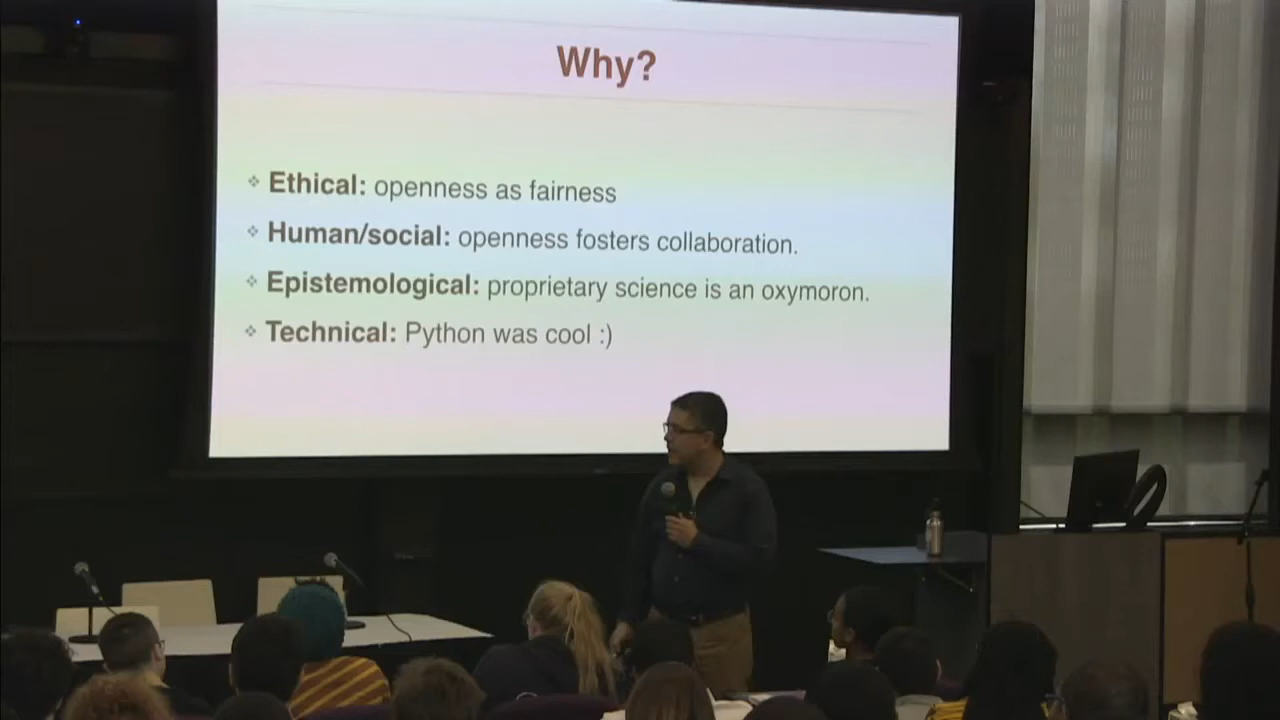 Why?
Ethical: openness as fairness
Human/social: openness fosters collaboration.
Epistemological: proprietary science is an oxymoron.
Technical: Python was cool :)